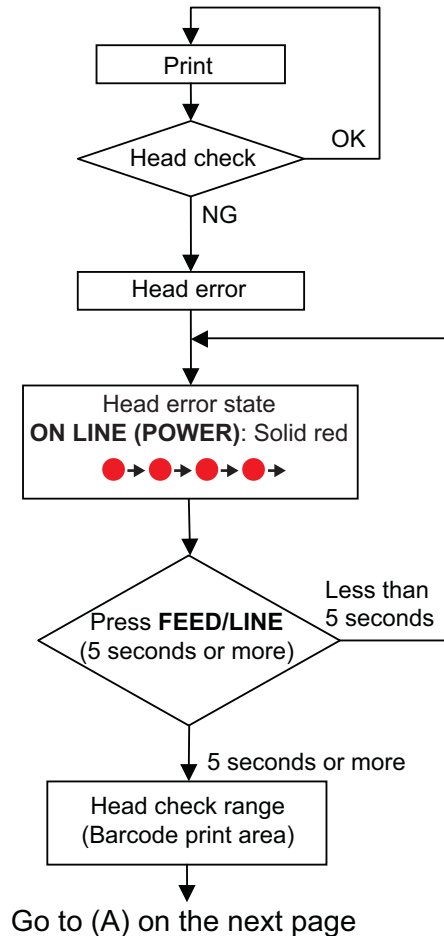 Print
Head check
OK
NG
Head error
Head error state
ON LINE (POWER): Solid red
Press FEED/LINE
(5 seconds or more)
Less than
5 seconds
5 seconds or more
Head check range
(Barcode print area)
Go to (A) on the next page